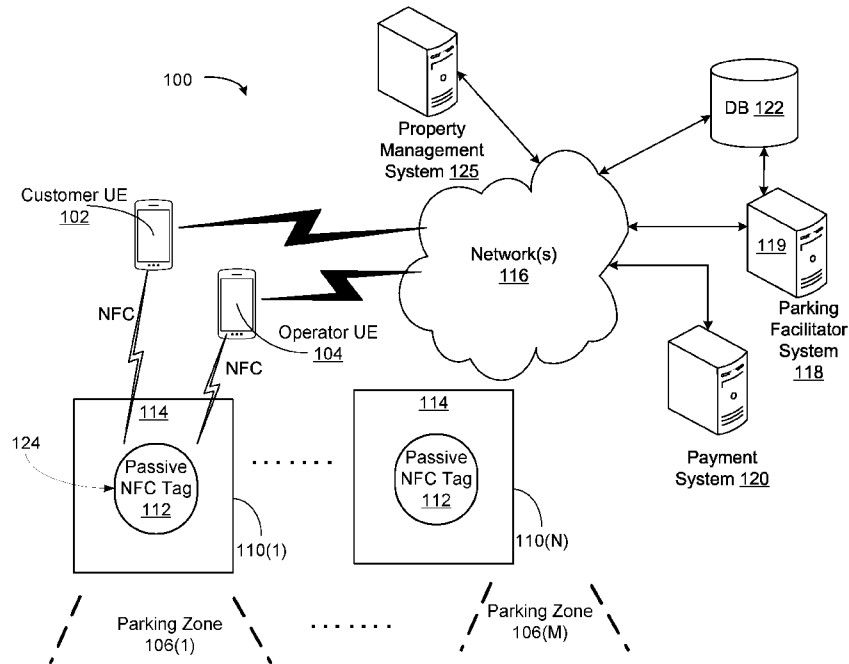 100
Property
Management
System 125
DB 122
Customer UE
102
Network(s)
116
119
Parking
Facilitator
System
118
NFC
Operator UE
104
NFC
114
114
124
Passive
NFC Tag
112
Passive
NFC Tag
112
Payment
System 120
110(1)
110(N)
Parking Zone
106(1)
Parking Zone
106(M)